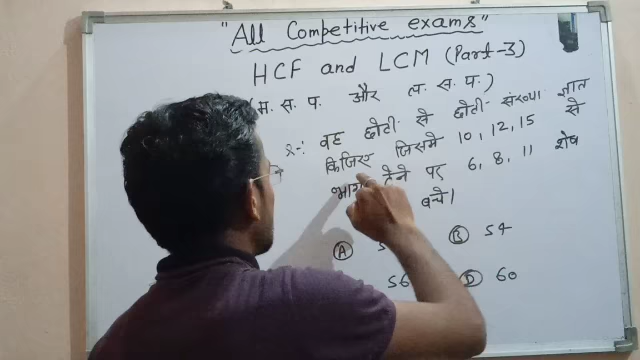 "All Competitive exams"
HCF and LCM (Part-3)
(म. स. प. और ल. स. प.)
वह छोटी से छोटी संख्या ज्ञात
किजिए जिसमे 10, 12, 15 से
भाग देने पर 6, 8, 11 शेष
बचे।
(A) 5 (B) 54
56 (D) 60